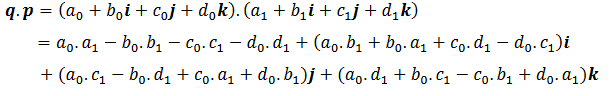 q.p = (a₀ + b₀i + c₀j + d₀k).(a₁ + b₁i + c₁j + d₁k)
= a₀.a₁ − b₀.b₁ − c₀.c₁ − d₀.d₁ + (a₀.b₁ + b₀.a₁ + c₀.d₁ − d₀.c₁)i
+ (a₀.c₁ − b₀.d₁ + c₀.a₁ + d₀.b₁)j + (a₀.d₁ + b₀.c₁ − c₀.b₁ + d₀.a₁)k